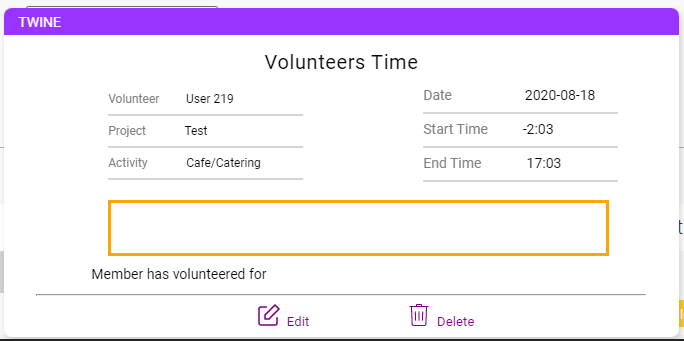 TWINE
Volunteers Time
Volunteer User 219
Project Test
Activity Cafe/Catering
Date 2020-08-18
Start Time -2:03
End Time 17:03
Member has volunteered for
Edit
Delete